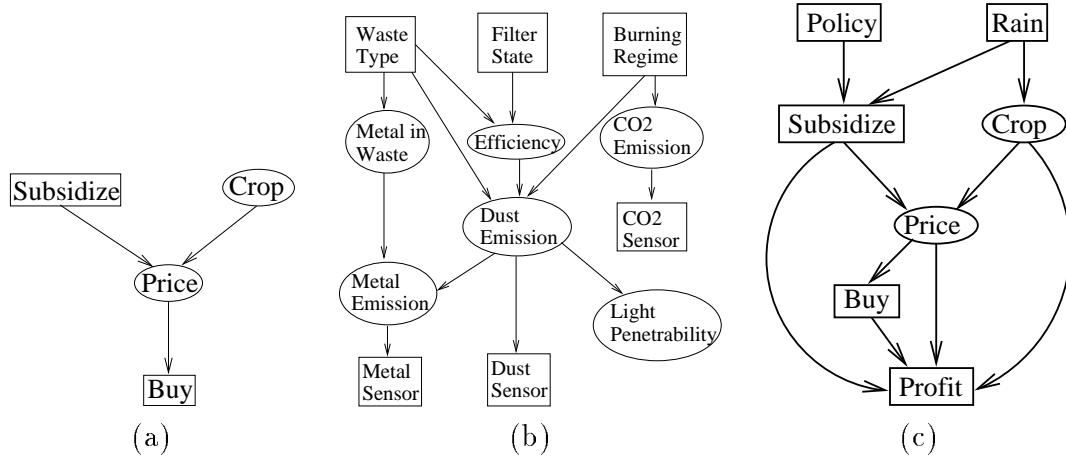 Subsidize
Crop
Price
Buy
(a)
Waste
Type
Filter
State
Burning
Regime
Metal in
Waste
Efficiency
CO2
Emission
Dust
Emission
CO2
Sensor
Metal
Emission
Light
Penetrability
Metal
Sensor
Dust
Sensor
(b)
Policy
Rain
Subsidize
Crop
Price
Buy
Profit
(c)